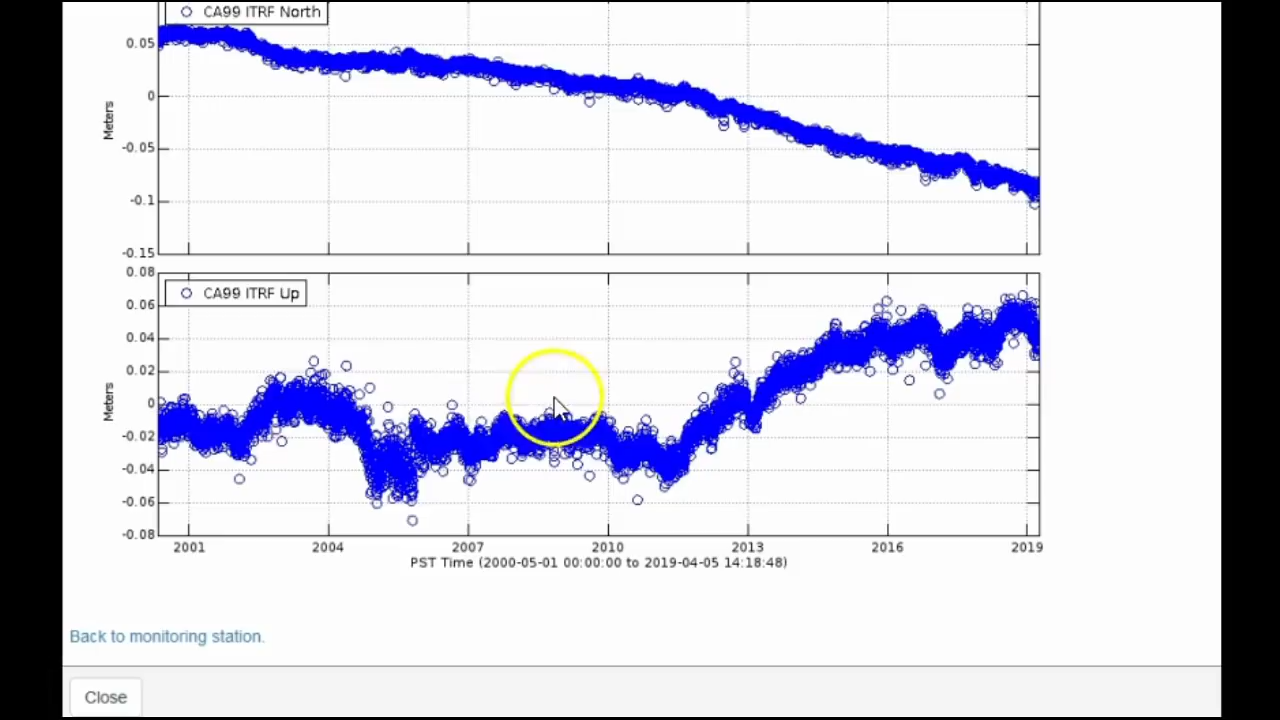 CA99 ITRF North
0.05
0
-0.05
-0.1
-0.15
Meters
0.08
CA99 ITRF Up
0.06
0.04
0.02
0
-0.02
-0.04
-0.06
-0.08
Meters
2001 2004 2007 2010 2013 2016 2019
PST Time (2000-05-01 00:00:00 to 2019-04-05 14:18:48)
Back to monitoring station.
Close